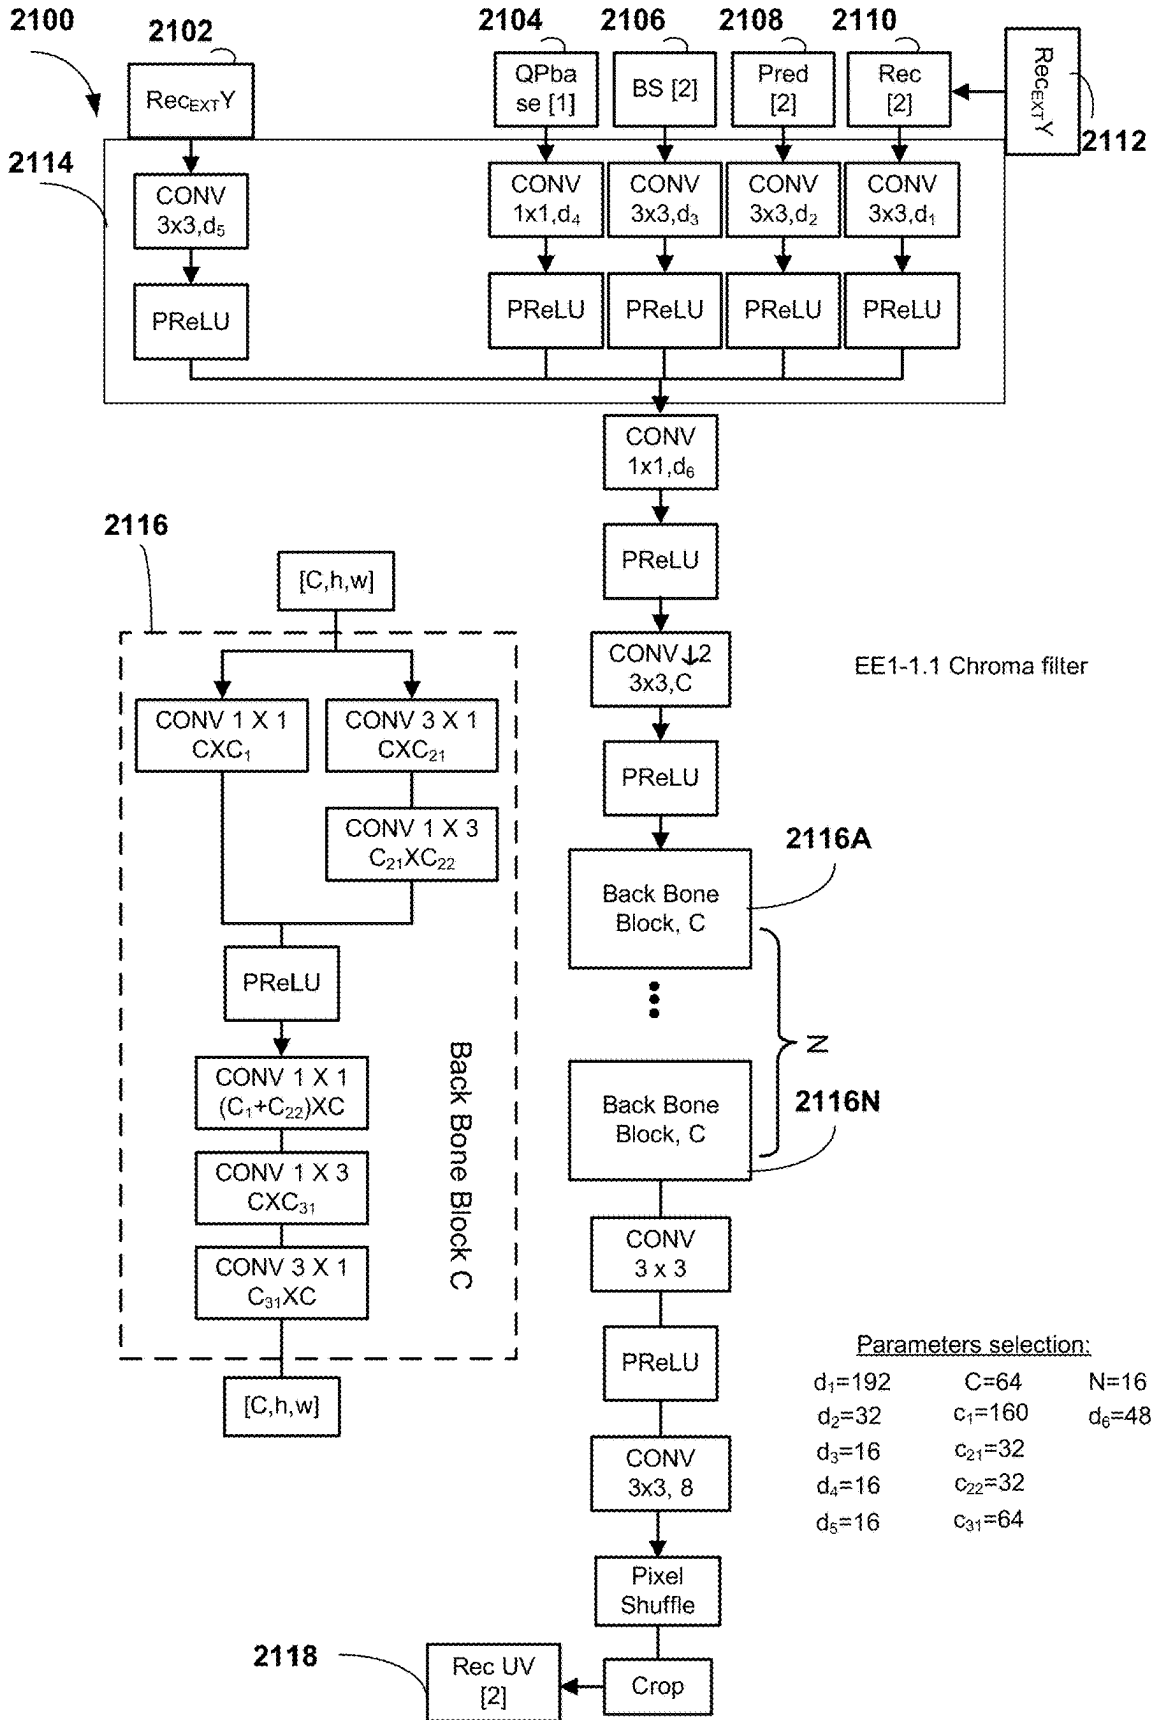 2100
2102
2104
2106
2108
2110
RecEXTY
QPba
se [1]
BS [2]
Pred
[2]
Rec
[2]
RecEXTY
2112
2114
CONV
3x3,d5
CONV
1x1,d4
CONV
3x3,d3
CONV
3x3,d2
CONV
3x3,d1
PReLU
PReLU
PReLU
PReLU
PReLU
CONV
1x1,d6
PReLU
CONV ↓2
3x3,C
PReLU
EE1-1.1 Chroma filter
2116
[C,h,w]
CONV 1 X 1
CXC1
CONV 3 X 1
CXC21
CONV 1 X 3
C21XC22
PReLU
CONV 1 X 1
(C1+C22)XC
CONV 1 X 3
CXC31
CONV 3 X 1
C31XC
Back Bone Block C
[C,h,w]
2116A
Back Bone
Block, C
N
Back Bone
Block, C
2116N
CONV
3 x 3
PReLU
CONV
3x3, 8
Pixel
Shuffle
Crop
Rec UV
[2]
2118
Parameters selection:
d1=192 C=64 N=16
d2=32 c1=160 d6=48
d3=16 c21=32
d4=16 c22=32
d5=16 c31=64